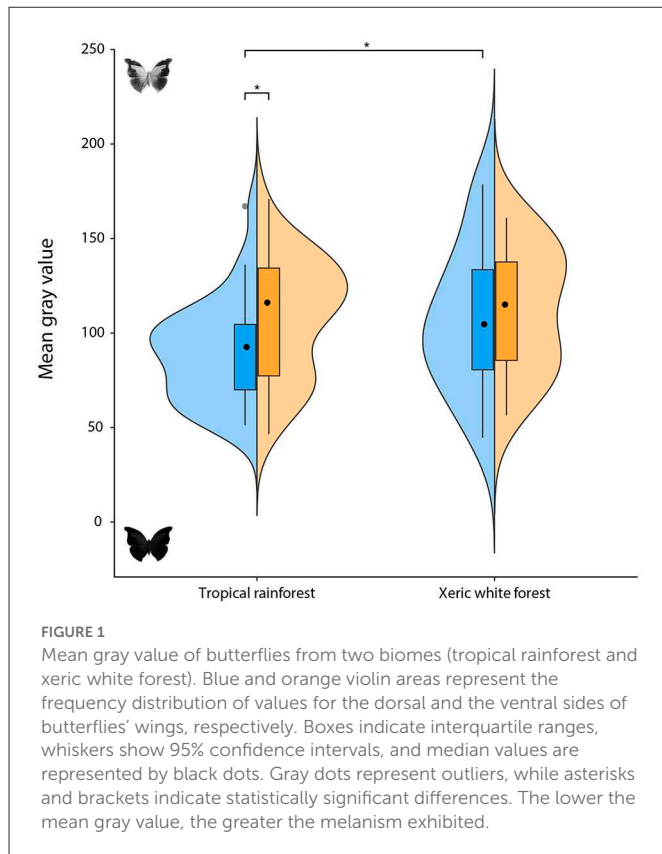 250
200
150
100
50
0
Mean gray value
*
*
Tropical rainforest
Xeric white forest
FIGURE 1
Mean gray value of butterflies from two biomes (tropical rainforest and
xeric white forest). Blue and orange violin areas represent the
frequency distribution of values for the dorsal and the ventral sides of
butterflies’ wings, respectively. Boxes indicate interquartile ranges,
whiskers show 95% confidence intervals, and median values are
represented by black dots. Gray dots represent outliers, while asterisks
and brackets indicate statistically significant differences. The lower the
mean gray value, the greater the melanism exhibited.